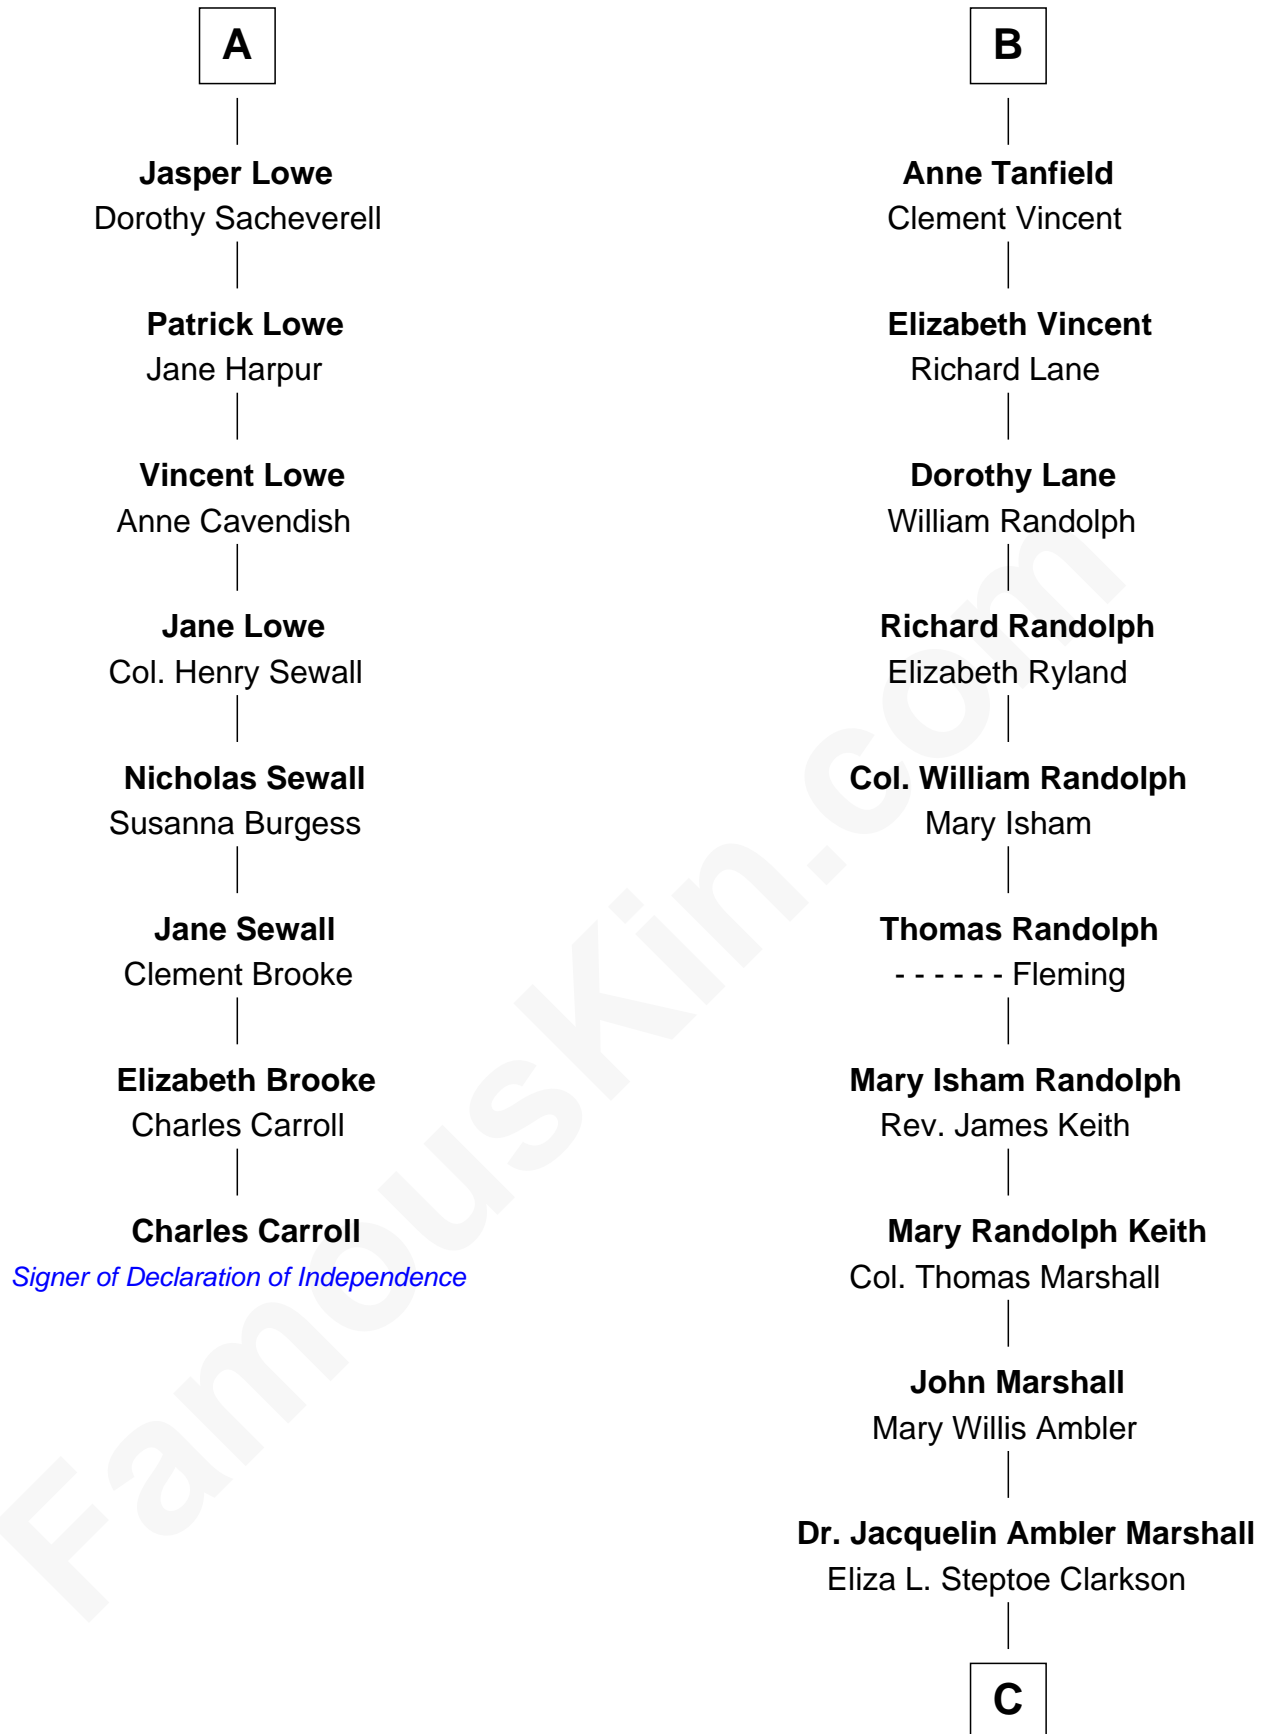 A
Jasper Lowe
Dorothy Sacheverell
Patrick Lowe
Jane Harpur
Vincent Lowe
Anne Cavendish
Jane Lowe
Col. Henry Sewall
Nicholas Sewall
Susanna Burgess
Jane Sewall
Clement Brooke
Elizabeth Brooke
Charles Carroll
Charles Carroll
Signer of Declaration of Independence
B
Anne Tanfield
Clement Vincent
Elizabeth Vincent
Richard Lane
Dorothy Lane
William Randolph
Richard Randolph
Elizabeth Ryland
Col. William Randolph
Mary Isham
Thomas Randolph
- - - - - - Fleming
Mary Isham Randolph
Rev. James Keith
Mary Randolph Keith
Col. Thomas Marshall
John Marshall
Mary Willis Ambler
Dr. Jacquelin Ambler Marshall
Eliza L. Steptoe Clarkson
C
FamousKin.com